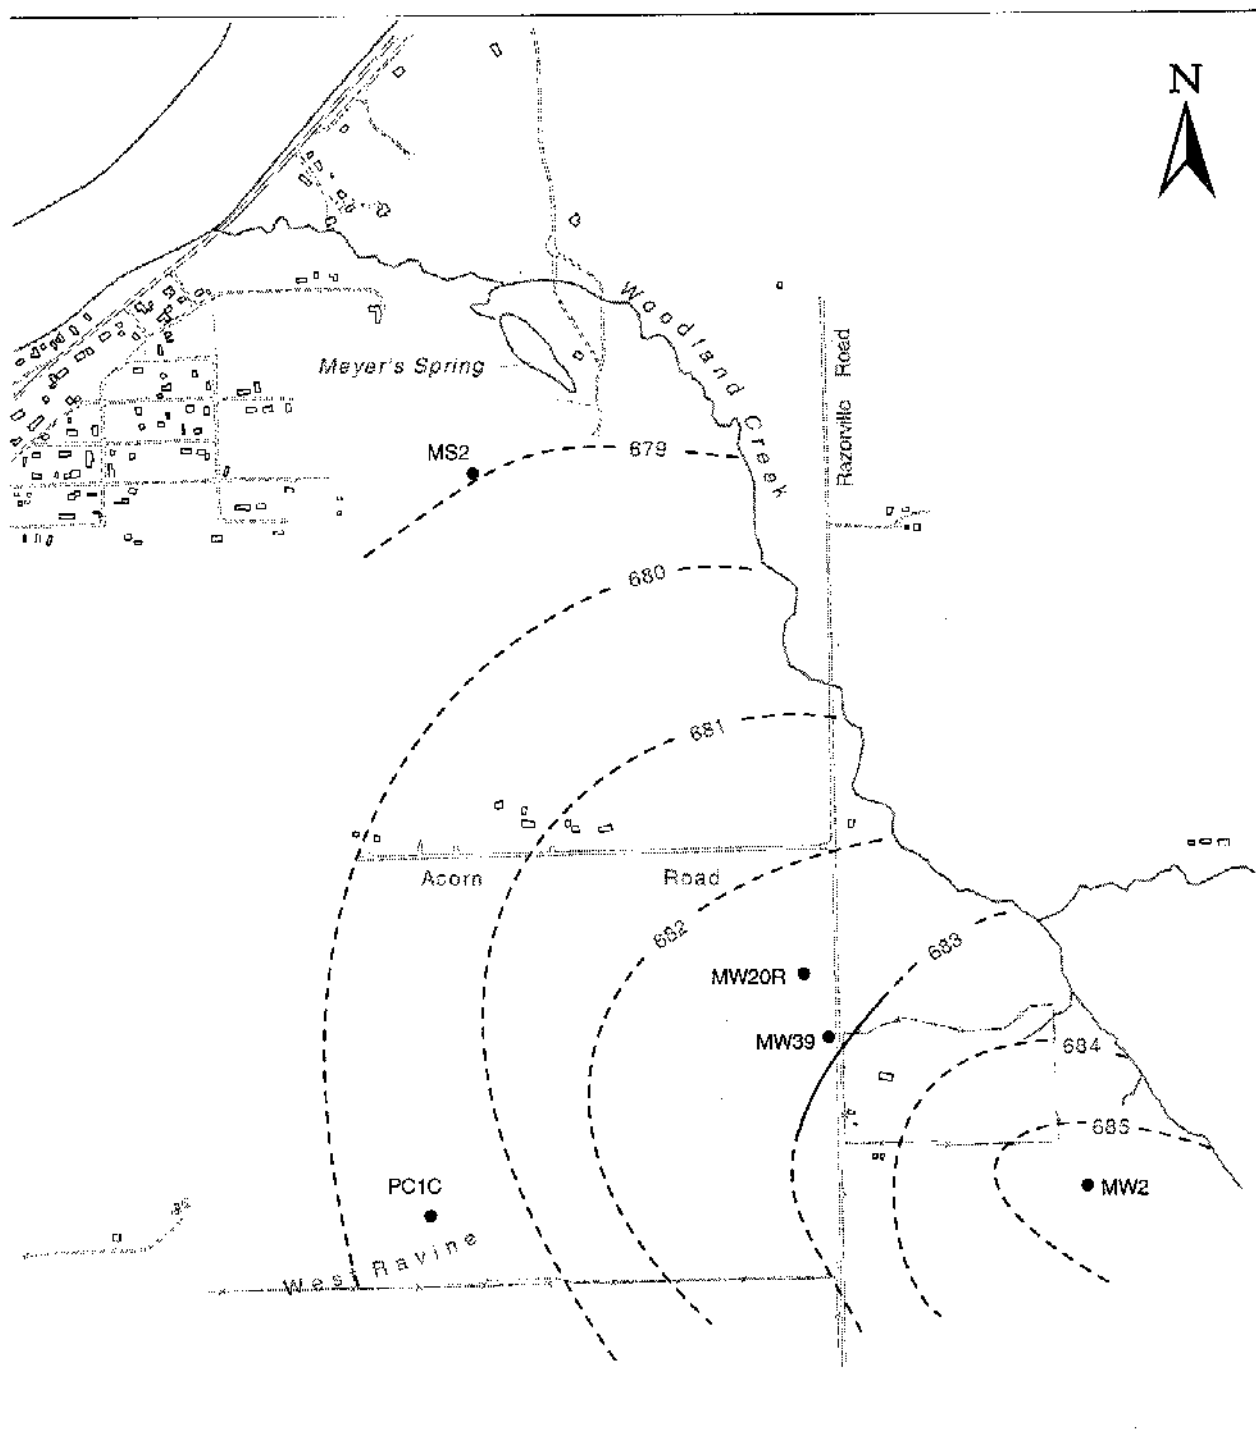 N
Woodland Creek
Razorville Road
Meyer's Spring
MS2
679
680
681
Acorn Road
682
683
MW20R
MW39
684
685
MW2
PC1C
West Ravine